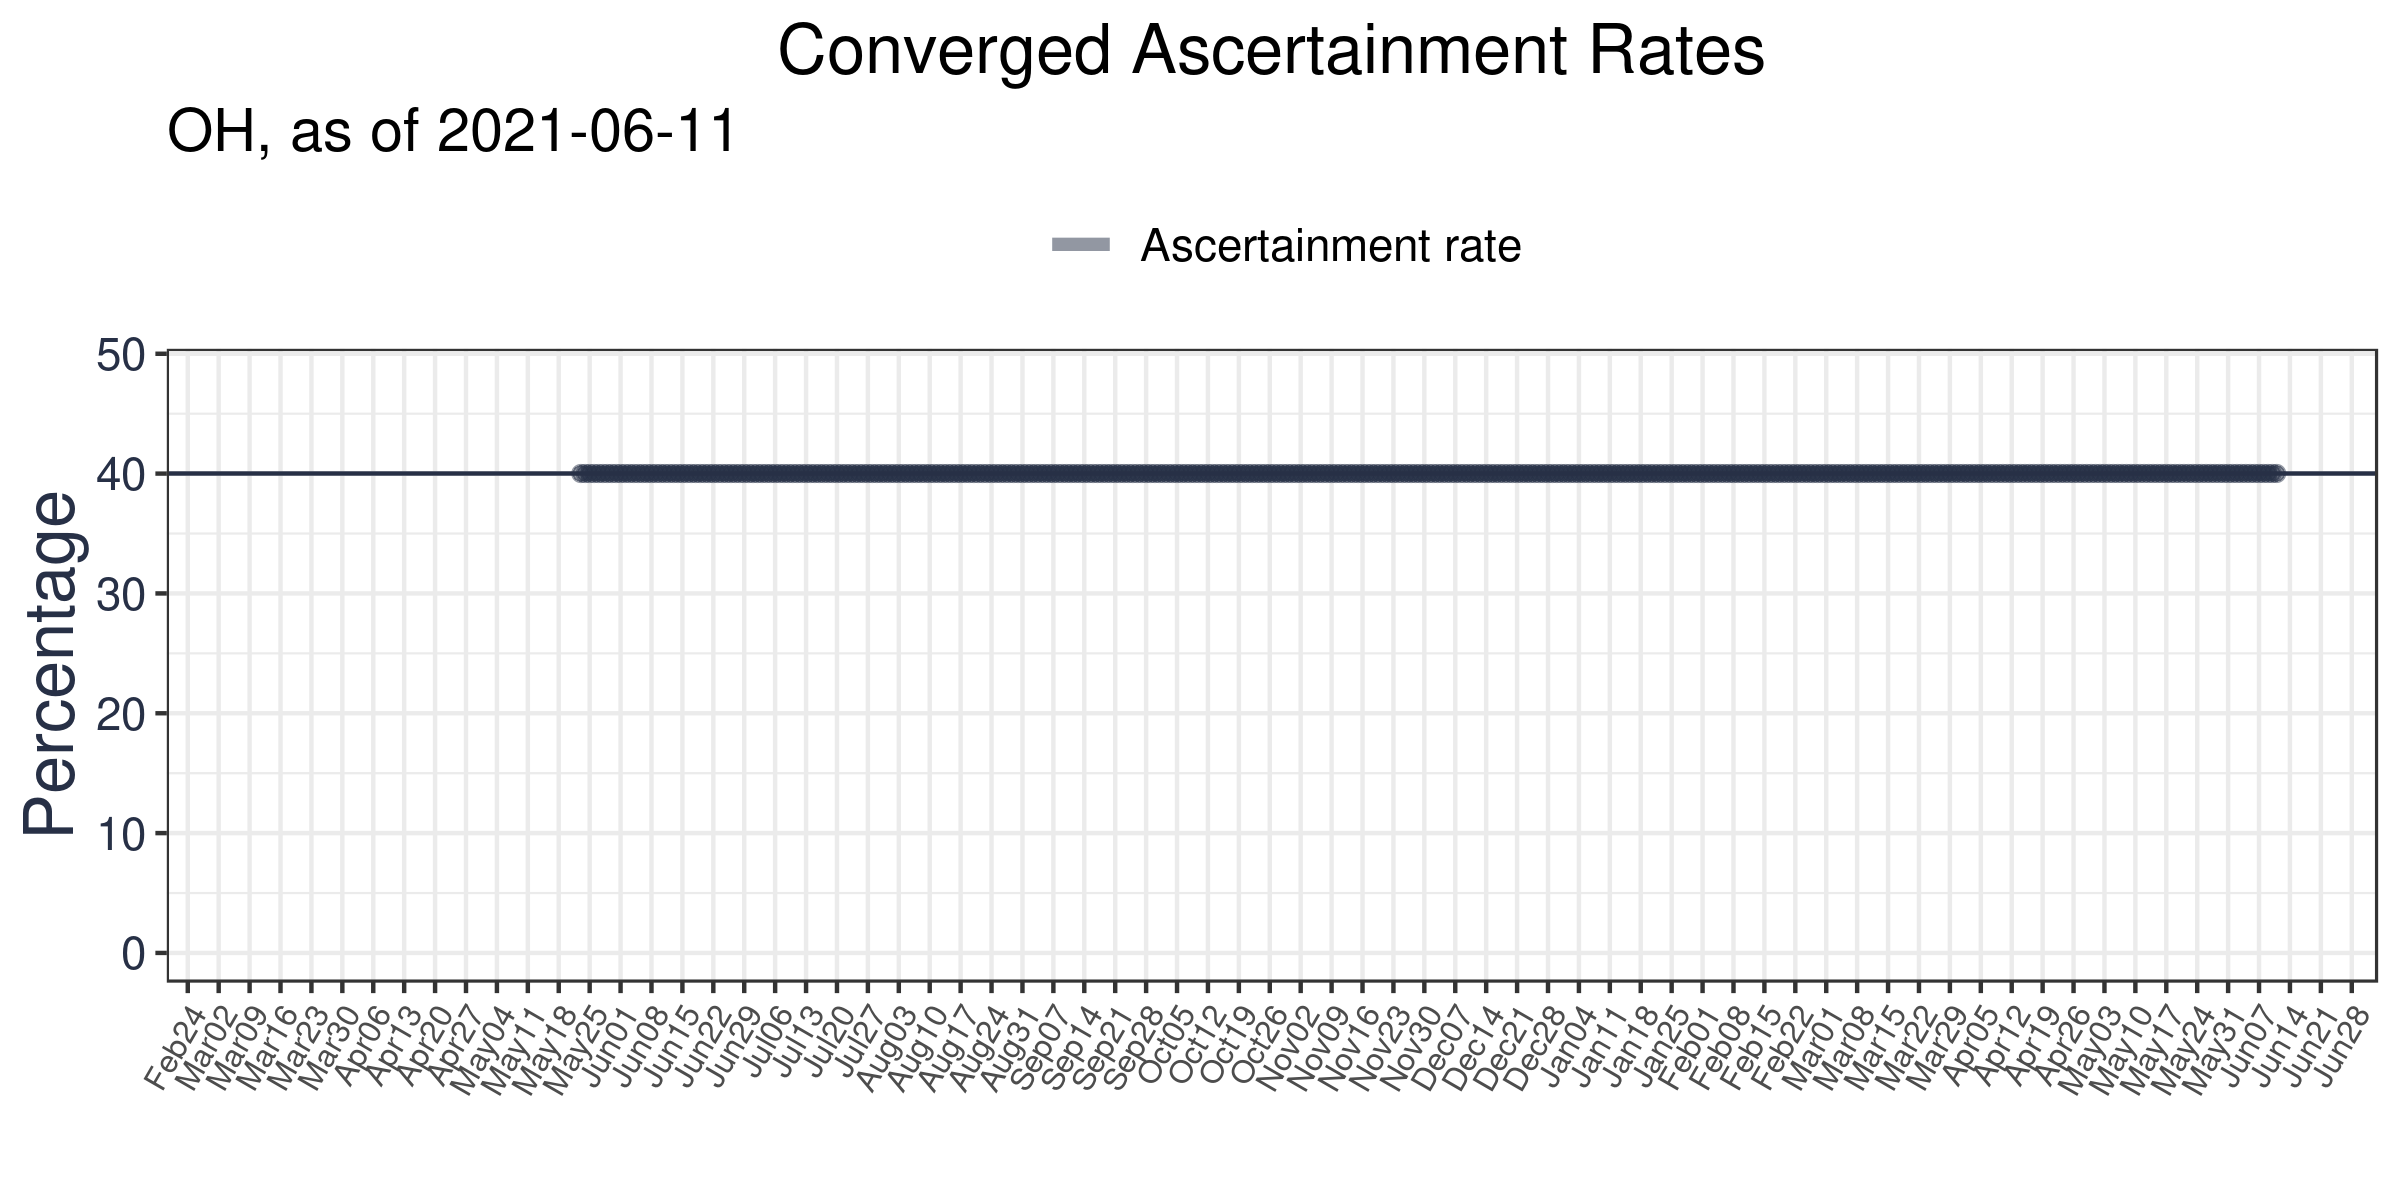 Converged Ascertainment Rates
OH, as of 2021-06-11
Ascertainment rate
Percentage
50
40
30
20
10
0
Feb24
Mar02
Mar09
Mar16
Mar23
Mar30
Apr06
Apr13
Apr20
Apr27
May04
May11
May18
May25
Jun01
Jun08
Jun15
Jun22
Jun29
Jul06
Jul13
Jul20
Jul27
Aug03
Aug10
Aug17
Aug24
Aug31
Sep07
Sep14
Sep21
Sep28
Oct05
Oct12
Oct19
Oct26
Nov02
Nov09
Nov16
Nov23
Nov30
Dec07
Dec14
Dec21
Dec28
Jan04
Jan11
Jan18
Jan25
Feb01
Feb08
Feb15
Feb22
Mar01
Mar08
Mar15
Mar22
Mar29
Apr05
Apr12
Apr19
Apr26
May03
May10
May17
May24
May31
Jun07
Jun14
Jun21
Jun28